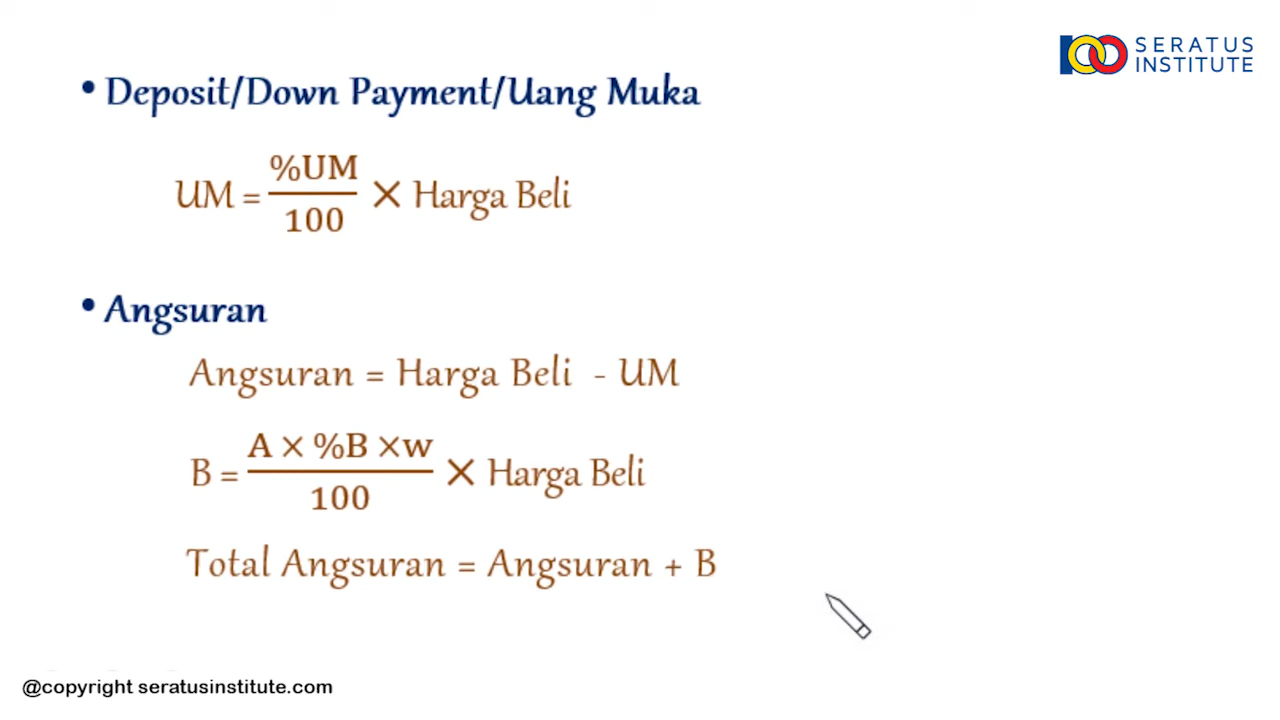 SERATUS
INSTITUTE
• Deposit/Down Payment/Uang Muka
UM = %UM/100 × Harga Beli
• Angsuran
Angsuran = Harga Beli - UM
B = A × %B ×w/100 × Harga Beli
Total Angsuran = Angsuran + B
@copyright seratusinstitute.com